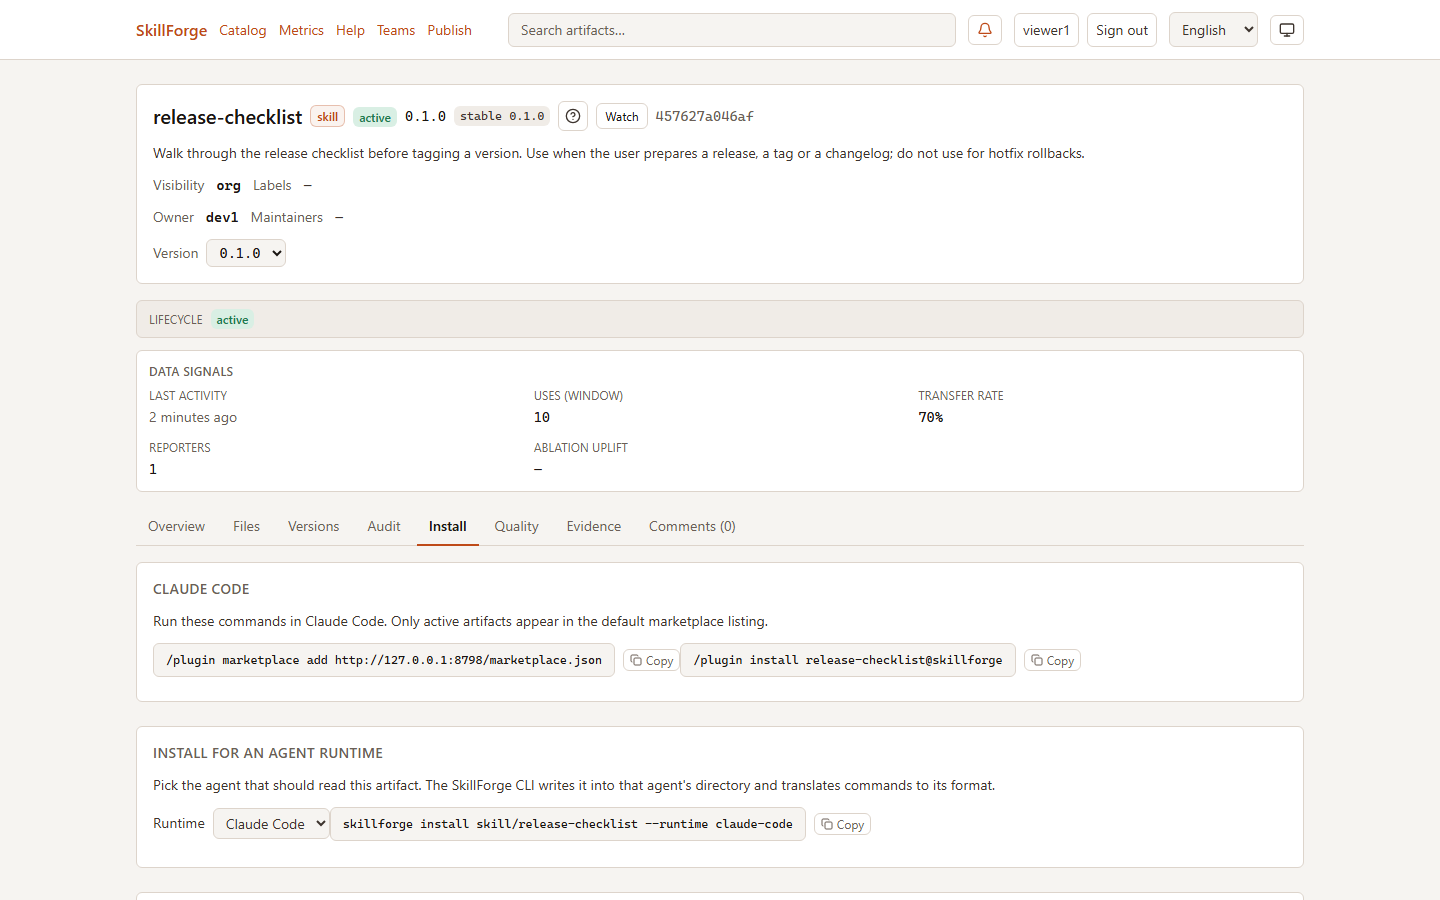 SkillForge Catalog Metrics Help Teams Publish Search artifacts... viewer1 Sign out English
release-checklist skill active 0.1.0 stable 0.1.0 Watch 457627a046af
Walk through the release checklist before tagging a version. Use when the user prepares a release, a tag or a changelog; do not use for hotfix rollbacks.
Visibility org Labels —
Owner dev1 Maintainers —
Version 0.1.0
LIFECYCLE active
DATA SIGNALS
LAST ACTIVITY USES (WINDOW) TRANSFER RATE
2 minutes ago 10 70%
REPORTERS ABLATION UPLIFT
1 —
Overview Files Versions Audit Install Quality Evidence Comments (0)
CLAUDE CODE
Run these commands in Claude Code. Only active artifacts appear in the default marketplace listing.
/plugin marketplace add http://127.0.0.1:8798/marketplace.json Copy /plugin install release-checklist@skillforge Copy
INSTALL FOR AN AGENT RUNTIME
Pick the agent that should read this artifact. The SkillForge CLI writes it into that agent's directory and translates commands to its format.
Runtime Claude Code skillforge install skill/release-checklist --runtime claude-code Copy